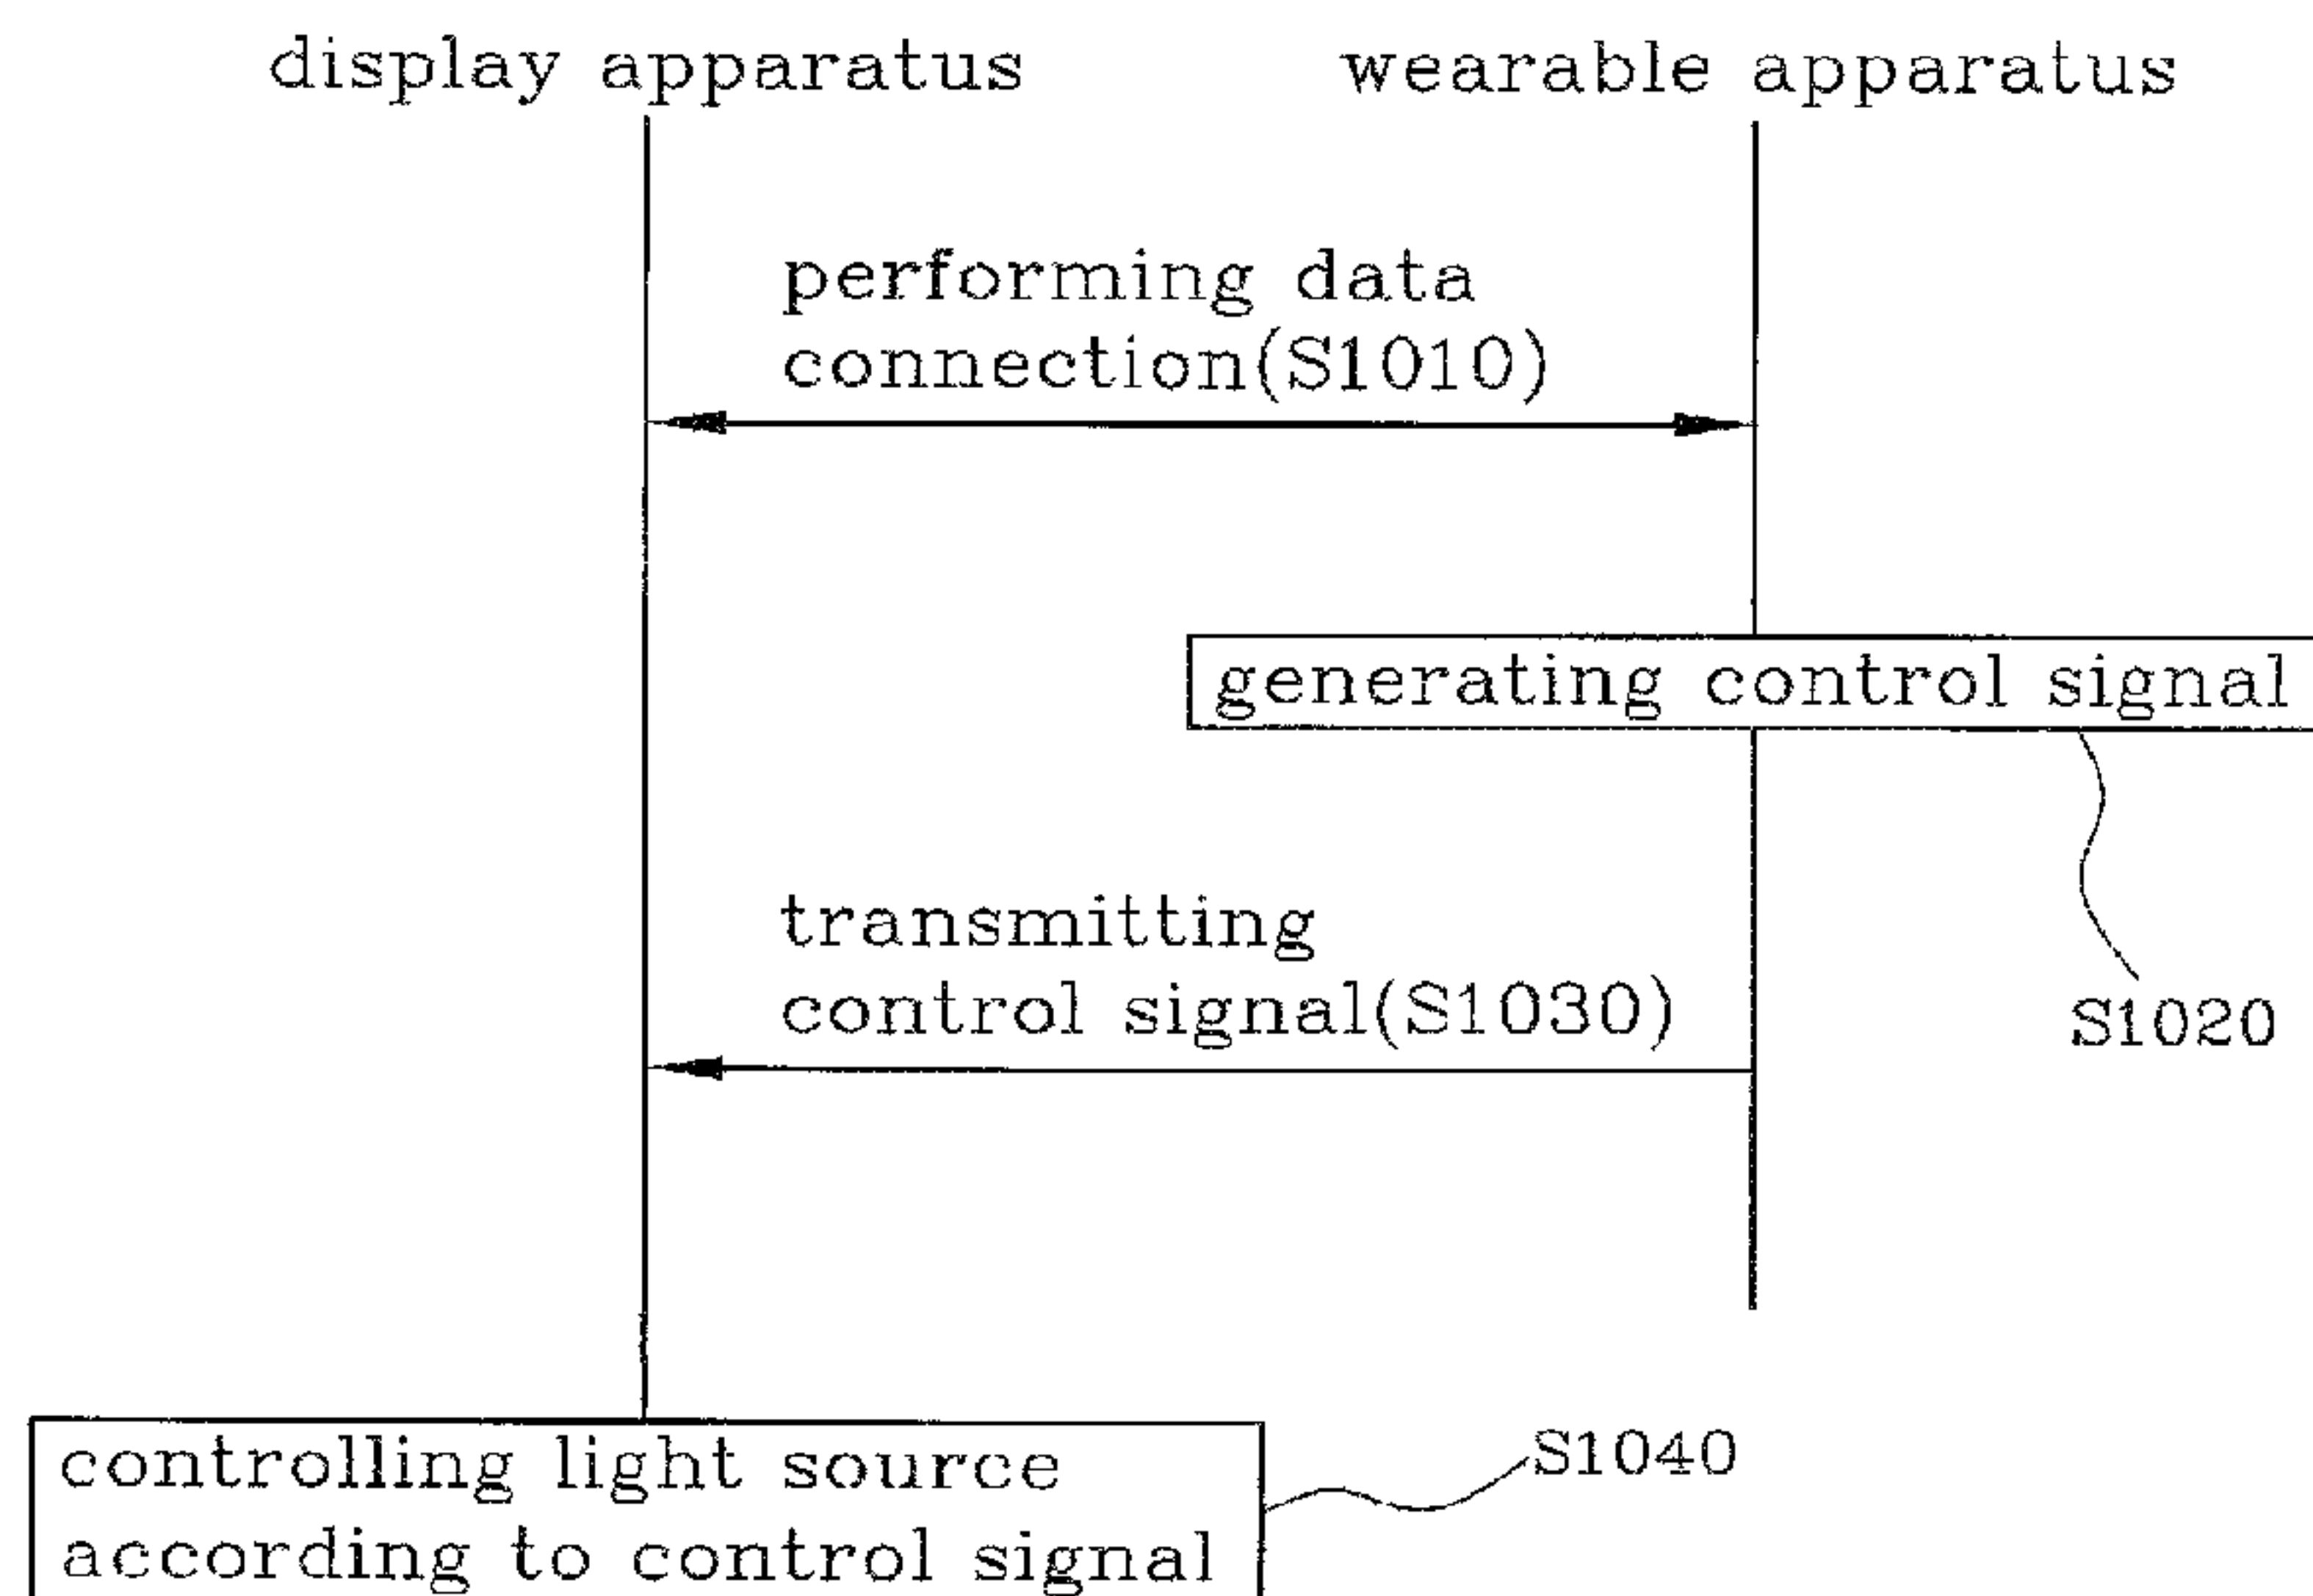 display apparatus
wearable apparatus
performing data
connection(S1010)
generating control signal
transmitting
control signal(S1030)
S1020
controlling light source
S1040
according to control signal